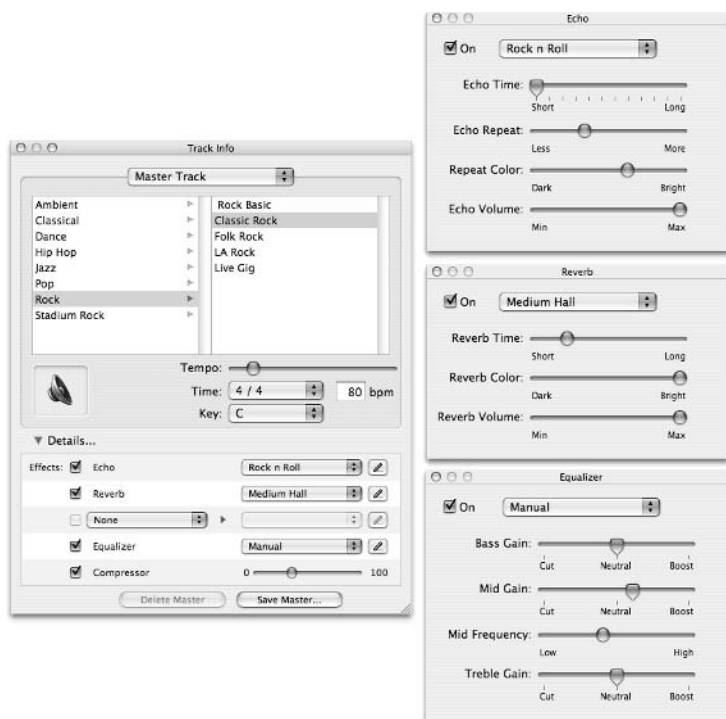 Track Info
Master Track
Ambient
Classical
Dance
Hip Hop
Jazz
Pop
Rock
Stadium Rock
Rock Basic
Classic Rock
Folk Rock
LA Rock
Live Gig
Tempo:
Time: 4 / 4 80 bpm
Key: C
Details...
Effects: Echo Rock n Roll
Reverb Medium Hall
None
Equalizer Manual
Compressor 0 100
Delete Master Save Master...
Echo
On Rock n Roll
Echo Time:
Short Long
Echo Repeat:
Less More
Repeat Color:
Dark Bright
Echo Volume:
Min Max
Reverb
On Medium Hall
Reverb Time:
Short Long
Reverb Color:
Dark Bright
Reverb Volume:
Min Max
Equalizer
On Manual
Bass Gain:
Cut Neutral Boost
Mid Gain:
Cut Neutral Boost
Mid Frequency:
Low High
Treble Gain:
Cut Neutral Boost